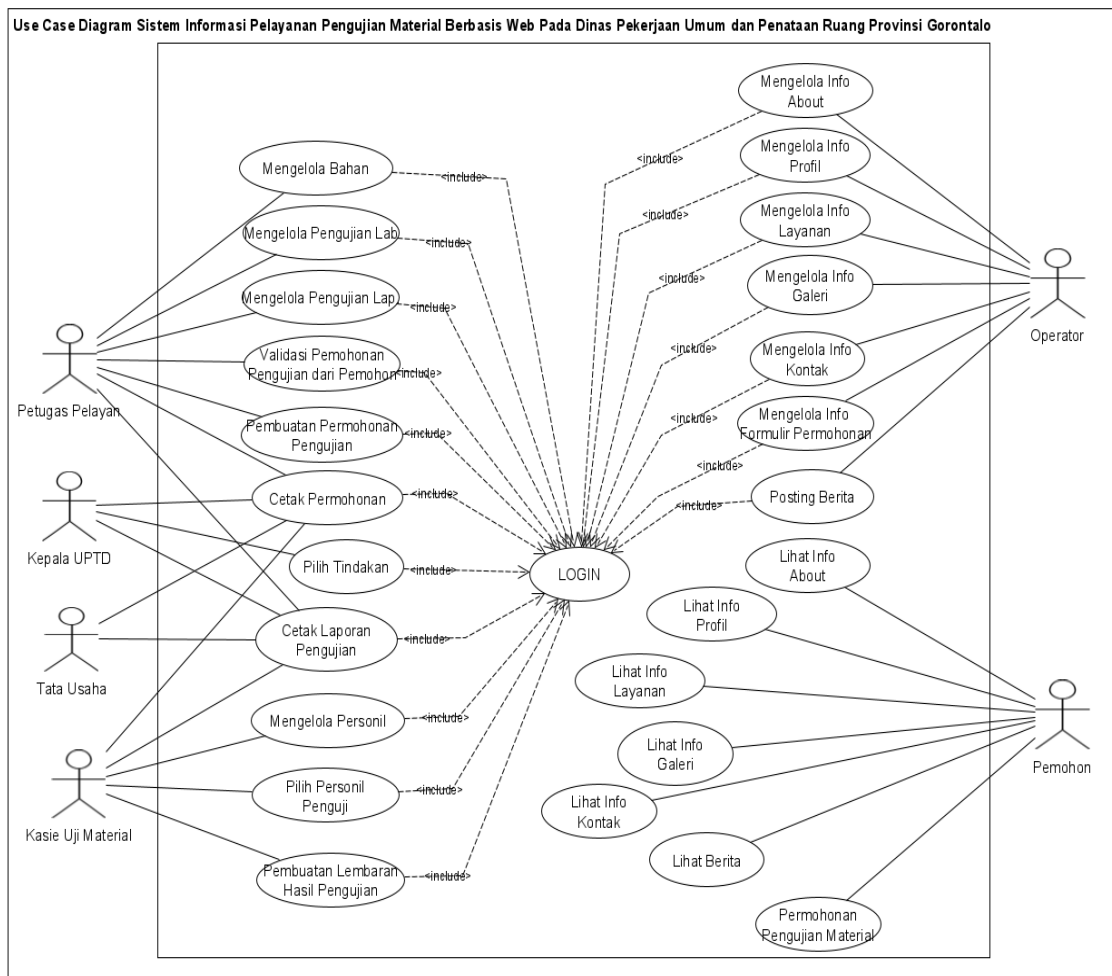 Use Case Diagram Sistem Informasi Pelayanan Pengujian Material Berbasis Web Pada Dinas Pekerjaan Umum dan Penataan Ruang Provinsi Gorontalo
Mengelola Bahan
<include>
Mengelola Pengujian Lab
<include>
Mengelola Pengujian Lap
<include>
Validasi Pemohonan
Pengujian dari Pemohon
<include>
Pembuatan Permohonan
Pengujian
<include>
Cetak Permohonan
<include>
Pilih Tindakan
<include>
Cetak Laporan
Pengujian
<include>
Mengelola Personil
<include>
Pilih Personil
Penguji
<include>
Pembuatan Lembaran
Hasil Pengujian
<include>
Petugas Pelayan
Kepala UPTD
Tata Usaha
Kasie Uji Material
LOGIN
Mengelola Info
About
<include>
Mengelola Info
Profil
<include>
Mengelola Info
Layanan
<include>
Mengelola Info
Galeri
<include>
Mengelola Info
Kontak
<include>
Mengelola Info
Formulir Permohonan
<include>
Posting Berita
<include>
Operator
Lihat Info
About
Lihat Info
Profil
Lihat Info
Layanan
Lihat Info
Galeri
Lihat Info
Kontak
Lihat Berita
Permohonan
Pengujian Material
Pemohon